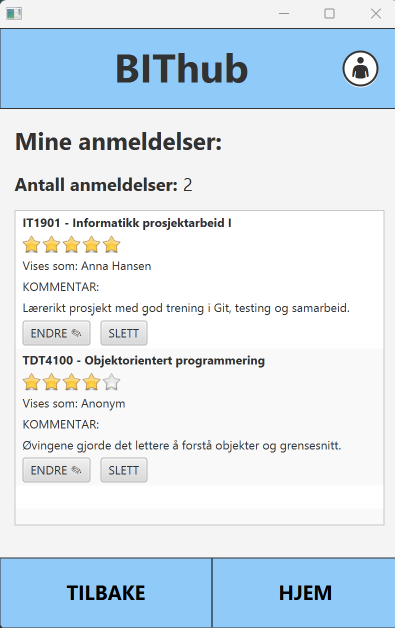 BIThub
Mine anmeldelser:
Antall anmeldelser: 2
IT1901 - Informatikk prosjektarbeid I
Vises som: Anna Hansen
KOMMENTAR:
Lærerikt prosjekt med god trening i Git, testing og samarbeid.
ENDRE ✎ SLETT
TDT4100 - Objektorientert programmering
Vises som: Anonym
KOMMENTAR:
Øvingene gjorde det lettere å forstå objekter og grensesnitt.
ENDRE ✎ SLETT
TILBAKE HJEM